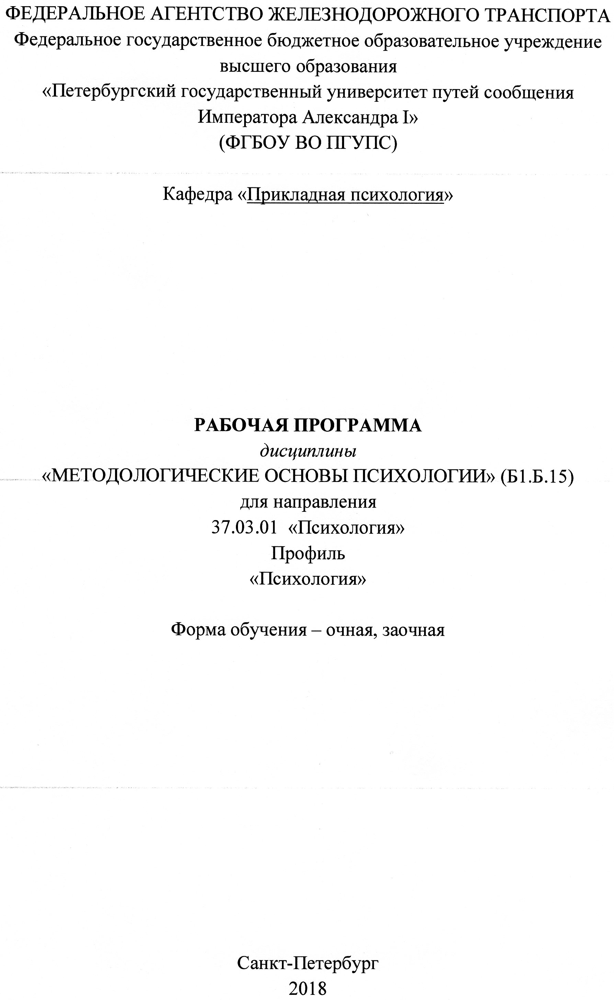 ФЕДЕРАЛЬНОЕ АГЕНТСТВО ЖЕЛЕЗНОДОРОЖНОГО ТРАНСПОРТА
Федеральное государственное бюджетное образовательное учреждение
высшего образования
«Петербургский государственный университет путей сообщения
Императора Александра I»
(ФГБОУ ВО ПГУПС)
Кафедра «Прикладная психология»
РАБОЧАЯ ПРОГРАММА
дисциплины
«МЕТОДОЛОГИЧЕСКИЕ ОСНОВЫ ПСИХОЛОГИИ» (Б1.Б.15)
для направления
37.03.01 «Психология»
Профиль
«Психология»
Форма обучения – очная, заочная
Санкт-Петербург
2018